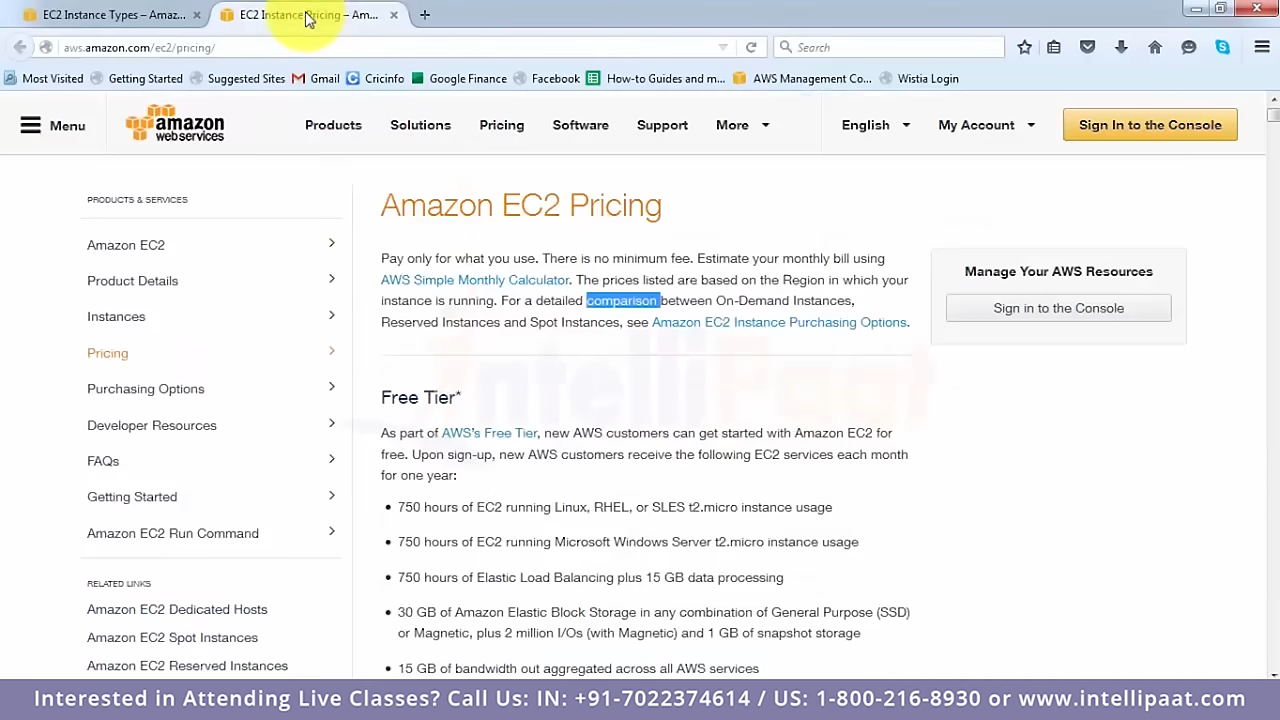 EC2 Instance Types – Amaz...
EC2 Instance Pricing – Am...
aws.amazon.com/ec2/pricing/
Search
Most Visited
Getting Started
Suggested Sites
Gmail
Cricinfo
Google Finance
Facebook
How-to Guides and m...
AWS Management Co...
Wistia Login
Menu
amazon
web services
Products
Solutions
Pricing
Software
Support
More
English
My Account
Sign In to the Console
PRODUCTS & SERVICES
Amazon EC2
Product Details
Instances
Pricing
Purchasing Options
Developer Resources
FAQs
Getting Started
Amazon EC2 Run Command
RELATED LINKS
Amazon EC2 Dedicated Hosts
Amazon EC2 Spot Instances
Amazon EC2 Reserved Instances
Amazon EC2 Pricing
Pay only for what you use. There is no minimum fee. Estimate your monthly bill using
AWS Simple Monthly Calculator. The prices listed are based on the Region in which your
instance is running. For a detailed comparison between On-Demand Instances,
Reserved Instances and Spot Instances, see Amazon EC2 Instance Purchasing Options.
Free Tier*
As part of AWS's Free Tier, new AWS customers can get started with Amazon EC2 for
free. Upon sign-up, new AWS customers receive the following EC2 services each month
for one year:
• 750 hours of EC2 running Linux, RHEL, or SLES t2.micro instance usage
• 750 hours of EC2 running Microsoft Windows Server t2.micro instance usage
• 750 hours of Elastic Load Balancing plus 15 GB data processing
• 30 GB of Amazon Elastic Block Storage in any combination of General Purpose (SSD)
or Magnetic, plus 2 million I/Os (with Magnetic) and 1 GB of snapshot storage
• 15 GB of bandwidth out aggregated across all AWS services
Manage Your AWS Resources
Sign in to the Console
IntelliPaat
Interested in Attending Live Classes? Call Us: IN: +91-7022374614 / US: 1-800-216-8930 or www.intellipaat.com